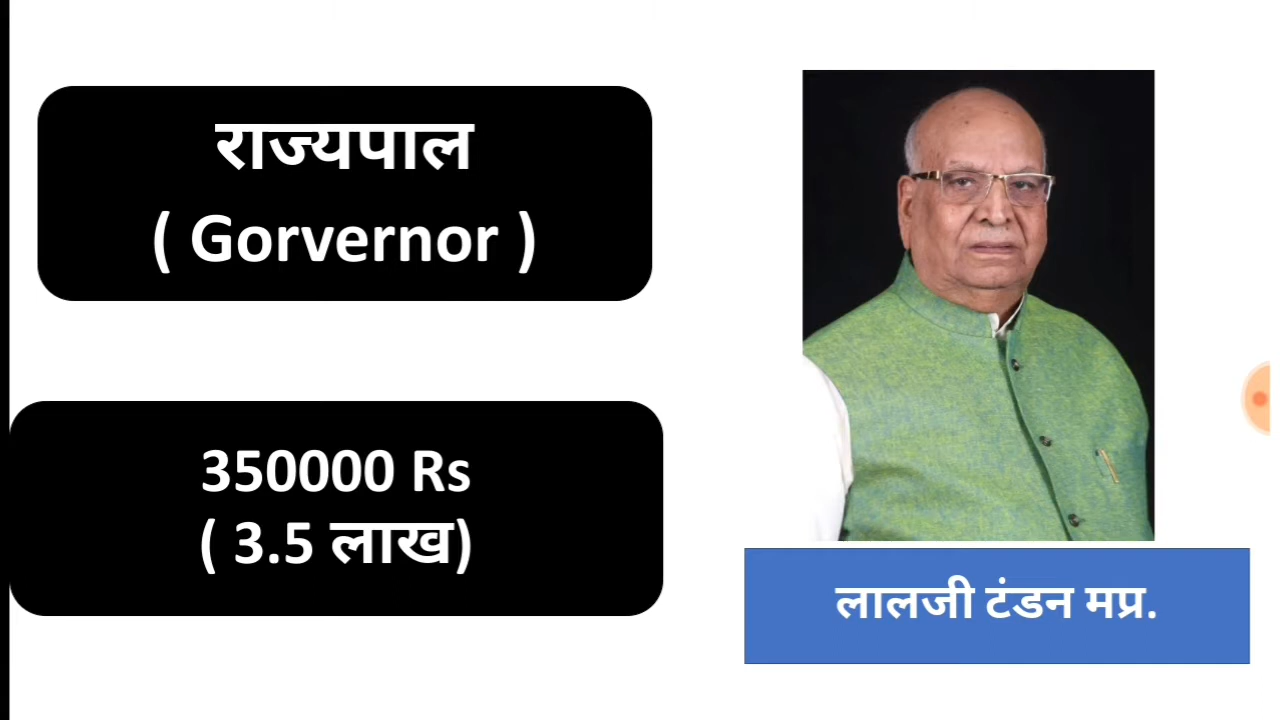 राज्यपाल
( Gorvernor )
350000 Rs
( 3.5 लाख)
लालजी टंडन मप्र.